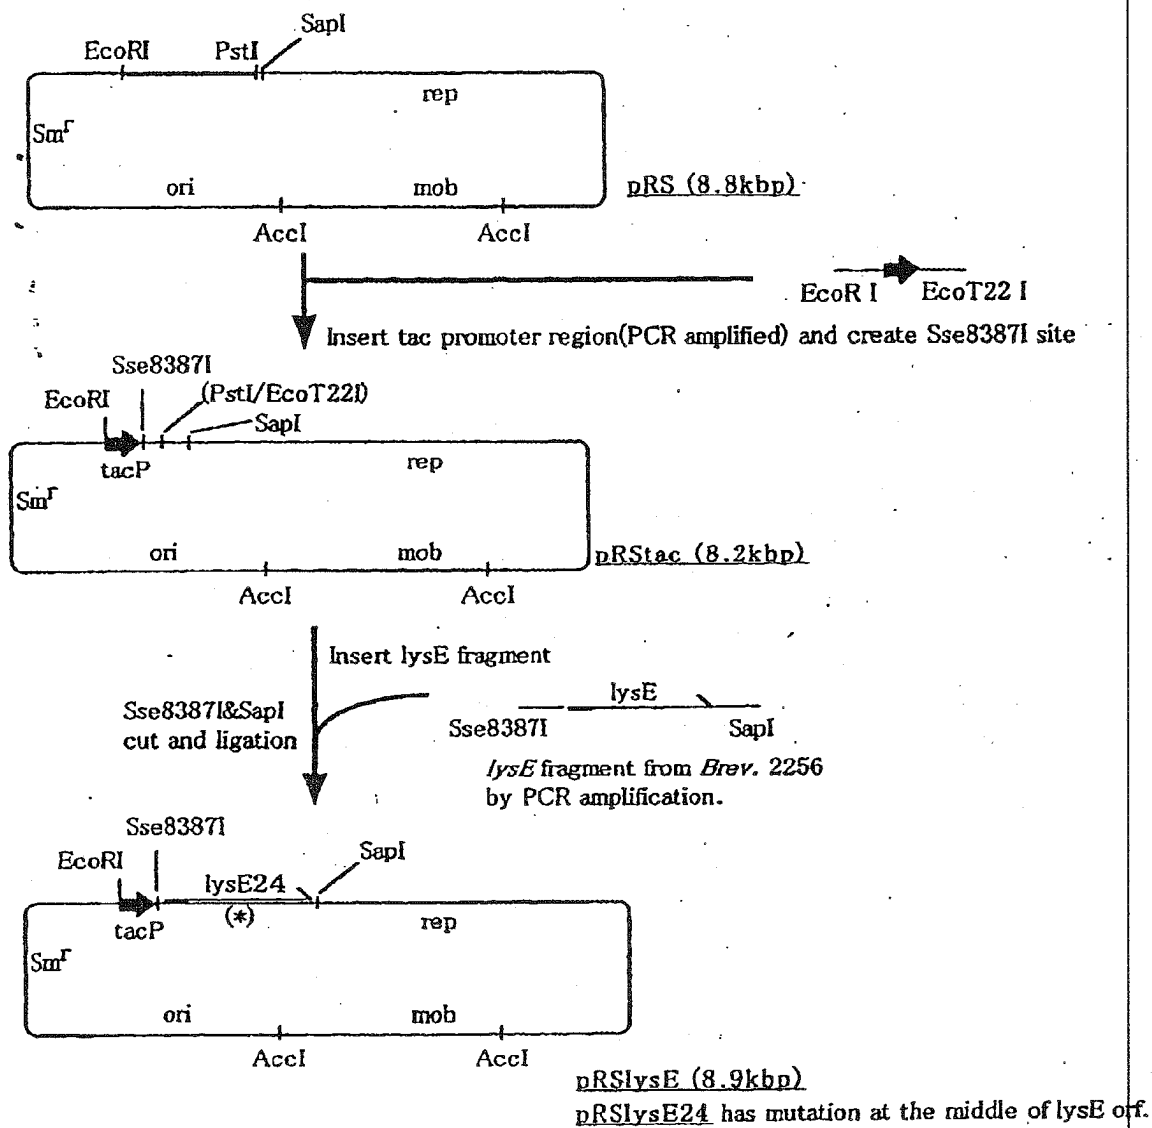 SapI
EcoRI PstI
rep
Smr
ori mob
pRS (8.8kbp)
AccI AccI
EcoR I EcoT22 I
Insert tac promoter region(PCR amplified) and create Sse8387I site
Sse8387I
EcoRI (PstI/EcoT22I)
SapI
tacP rep
Smr
ori mob
pRStac (8.2kbp)
AccI AccI
Insert lysE fragment
lysE
Sse8387I&SapI
cut and ligation
Sse8387I SapI
lysE fragment from Brev. 2256
by PCR amplification.
Sse8387I
EcoRI SapI
lysE24
(*)
tacP rep
Smr
ori mob
AccI AccI
pRSlysE (8.9kbp)
pRSlysE24 has mutation at the middle of lysE orf.